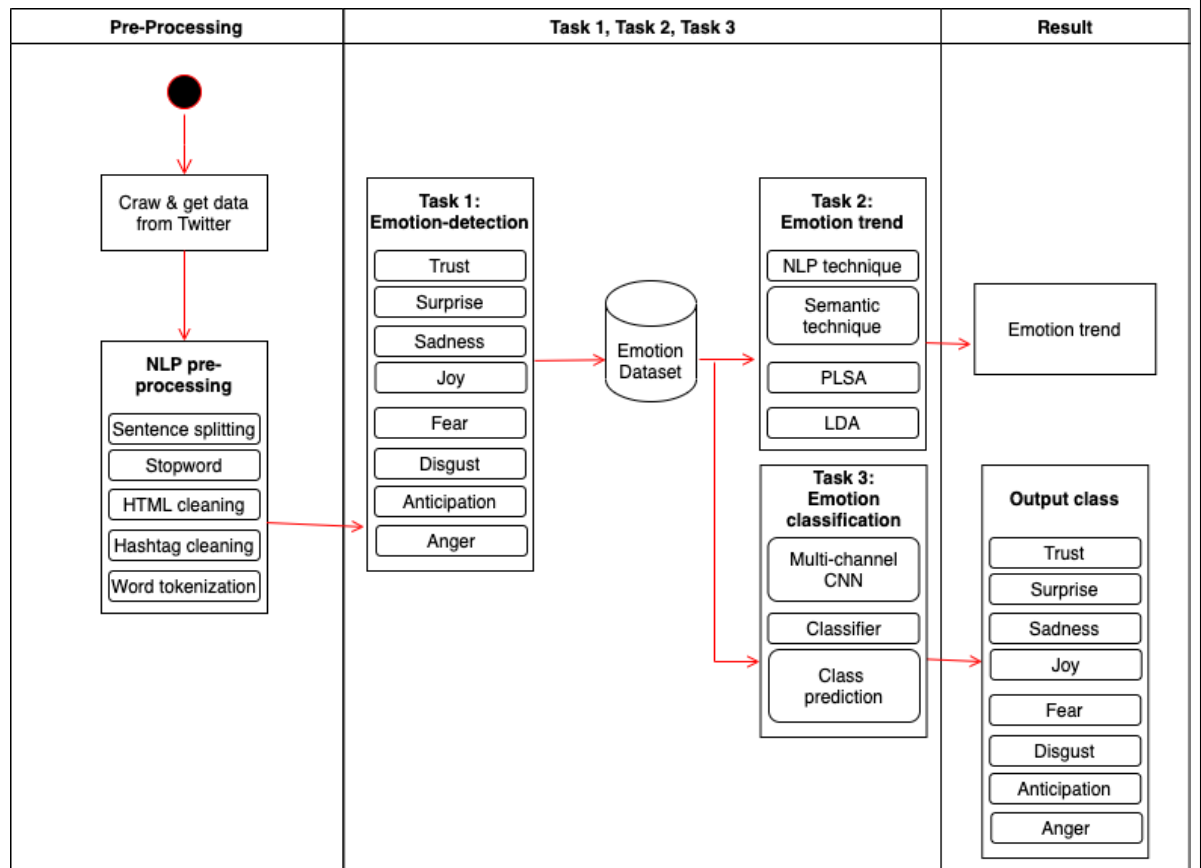 Pre-Processing
Task 1, Task 2, Task 3
Result
Craw & get data
from Twitter
NLP pre-
processing
Sentence splitting
Stopword
HTML cleaning
Hashtag cleaning
Word tokenization
Task 1:
Emotion-detection
Trust
Surprise
Sadness
Joy
Fear
Disgust
Anticipation
Anger
Emotion
Dataset
Task 2:
Emotion trend
NLP technique
Semantic
technique
PLSA
LDA
Task 3:
Emotion
classification
Multi-channel
CNN
Classifier
Class
prediction
Emotion trend
Output class
Trust
Surprise
Sadness
Joy
Fear
Disgust
Anticipation
Anger